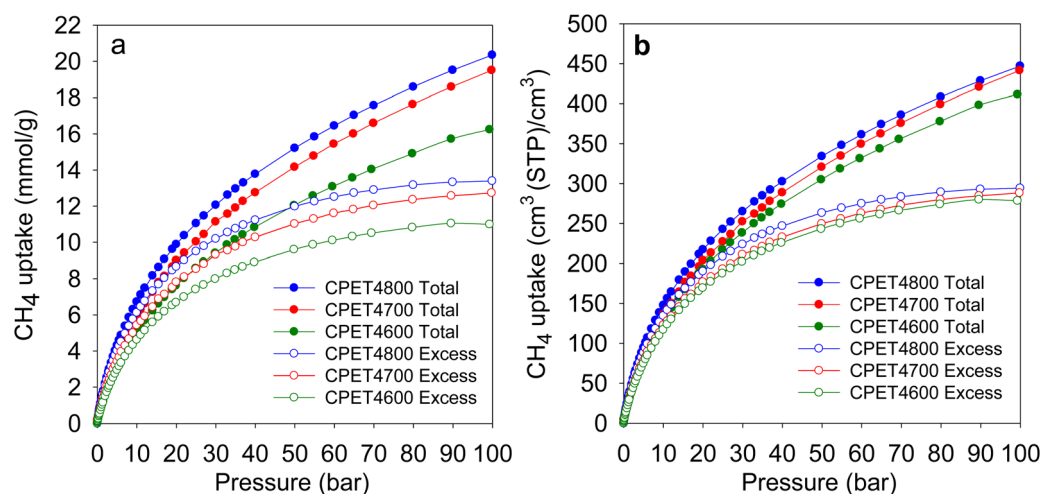 a
CH4 uptake (mmol/g)
22
20
18
16
14
12
10
8
6
4
2
0
CPET4800 Total
CPET4700 Total
CPET4600 Total
CPET4800 Excess
CPET4700 Excess
CPET4600 Excess
0 10 20 30 40 50 60 70 80 90 100
Pressure (bar)
b
CH4 uptake (cm3 (STP)/cm3)
500
450
400
350
300
250
200
150
100
50
0
CPET4800 Total
CPET4700 Total
CPET4600 Total
CPET4800 Excess
CPET4700 Excess
CPET4600 Excess
0 10 20 30 40 50 60 70 80 90 100
Pressure (bar)